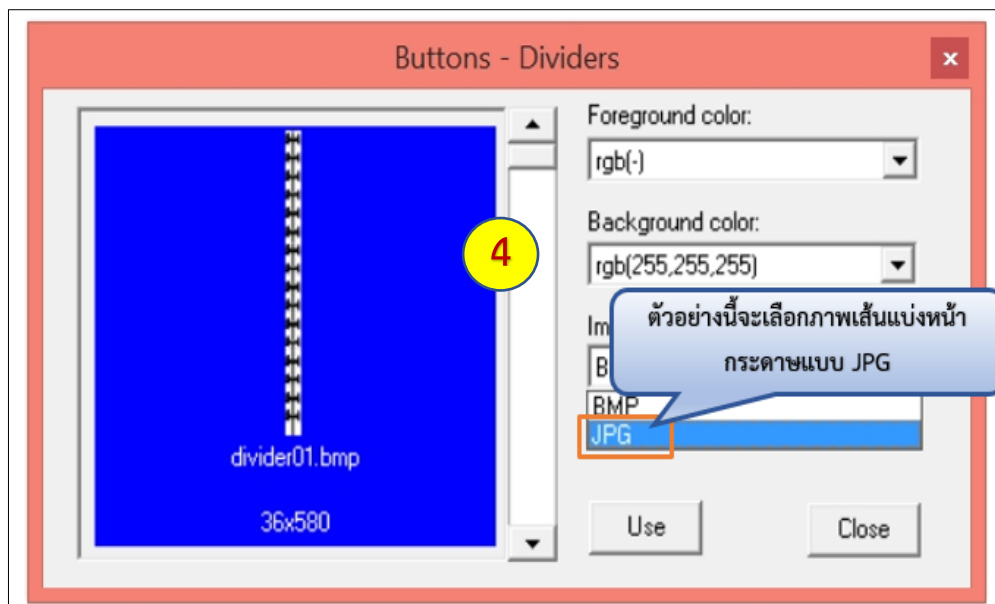 Buttons - Dividers
x
Foreground color:
rgb(-)
Background color:
rgb(255,255,255)
4
ตัวอย่างนี้จะเลือกภาพเส้นแบ่งหน้า
กระดาษแบบ JPG
Im
B
BMP
JPG
divider01.bmp
36x580
Use
Close